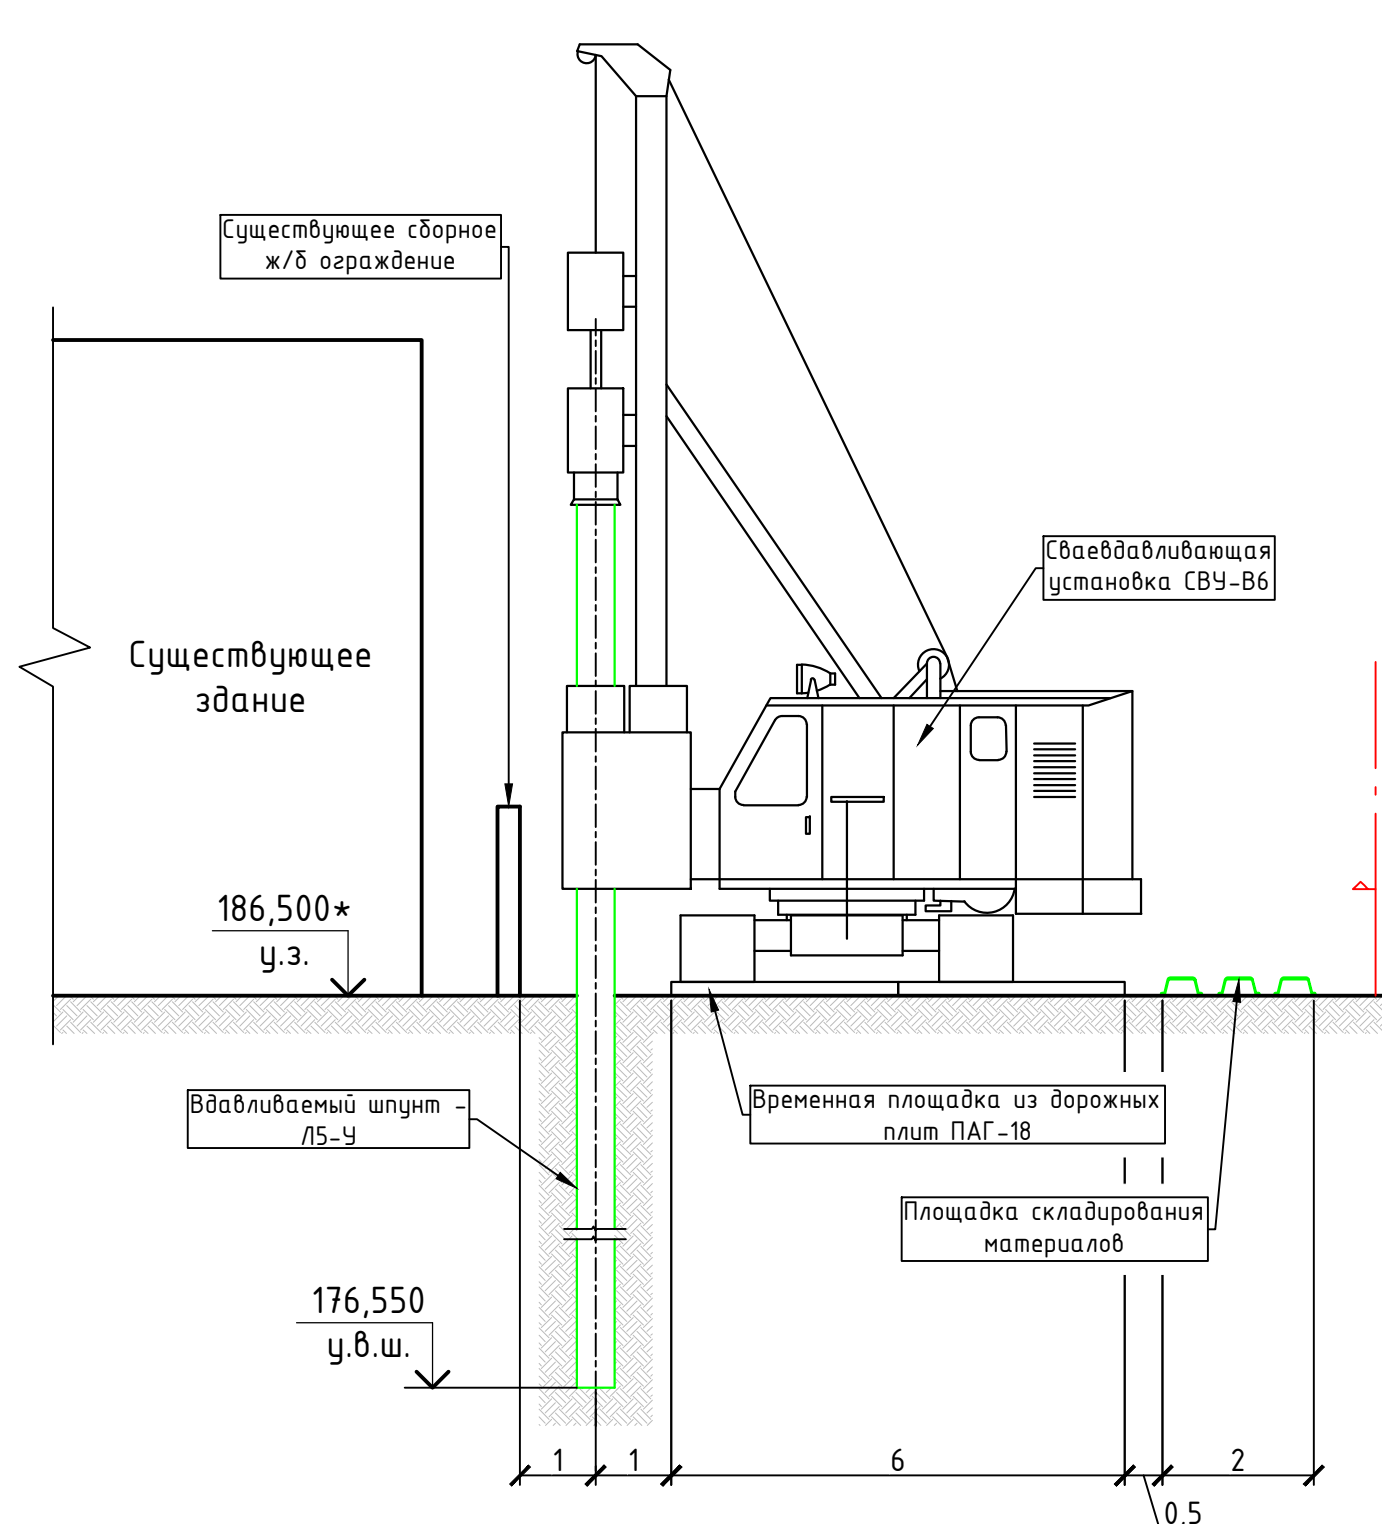 Существующее сборное
ж/б ограждение
Сваевдавливающая
установка СВУ-В6
Существующее
здание
186,500*
у.з.
Вдавливаемый шпунт -
Л5-У
Временная площадка из дорожных
плит ПАГ-18
Площадка складирования
материалов
176,550
у.в.ш.
1
1
6
2
0.5